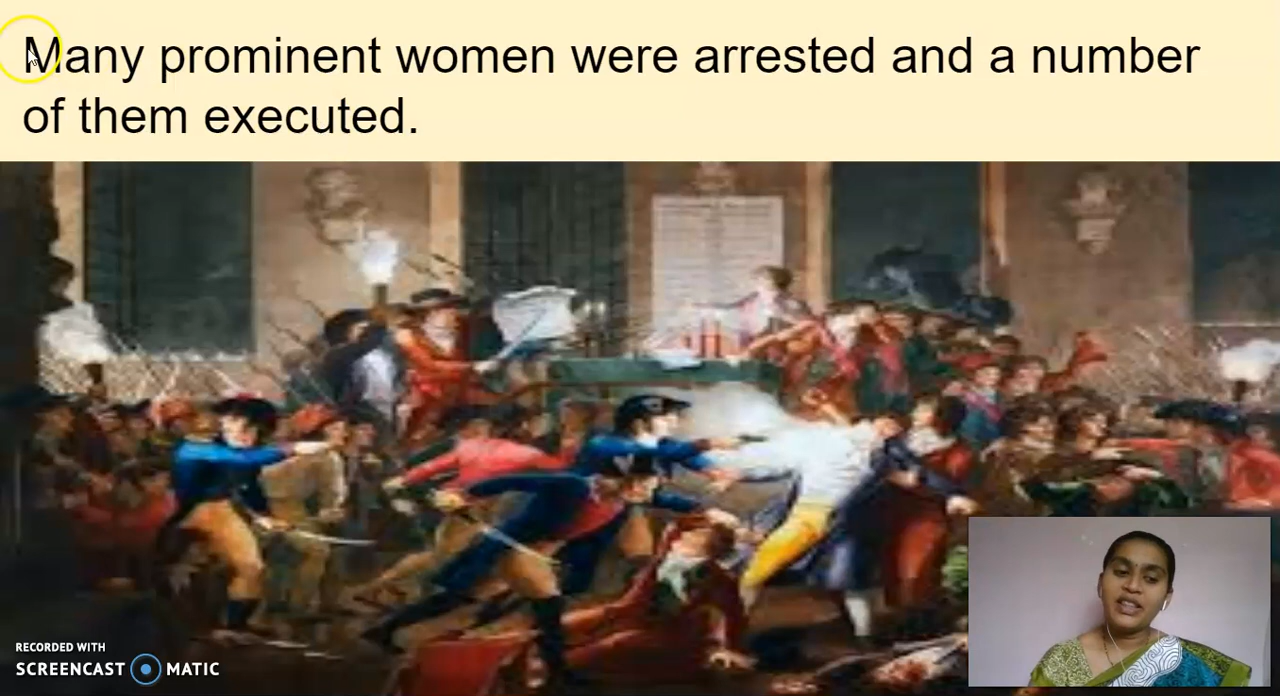 Many prominent women were arrested and a number
of them executed.
RECORDED WITH
SCREENCAST MATIC